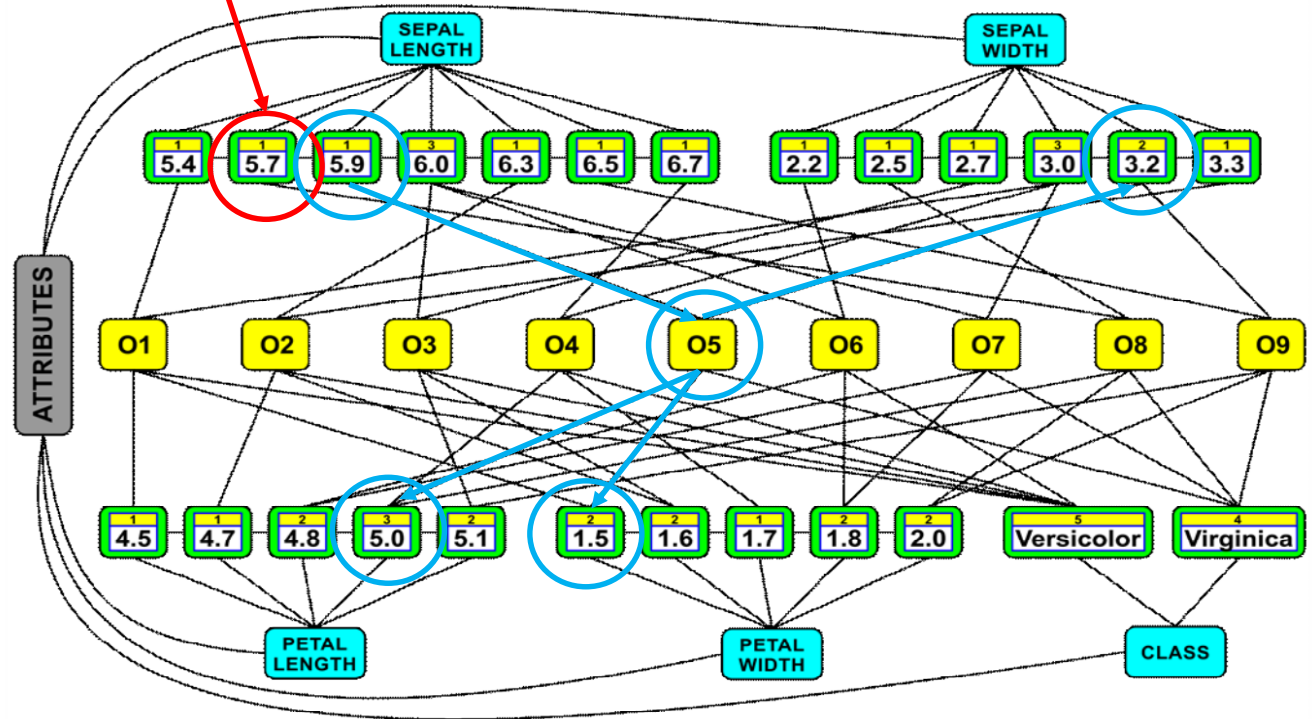 SEPAL
LENGTH
SEPAL
WIDTH
1 1 1 3 1 1 1 1 1 1 3 2 1
5.4 5.7 5.9 6.0 6.3 6.5 6.7 2.2 2.5 2.7 3.0 3.2 3.3
ATTRIBUTES
O1 O2 O3 O4 O5 O6 O7 O8 O9
1 1 2 3 2 2 2 1 2 2 5 4
4.5 4.7 4.8 5.0 5.1 1.5 1.6 1.7 1.8 2.0 Versicolor Virginica
PETAL
LENGTH
PETAL
WIDTH
CLASS